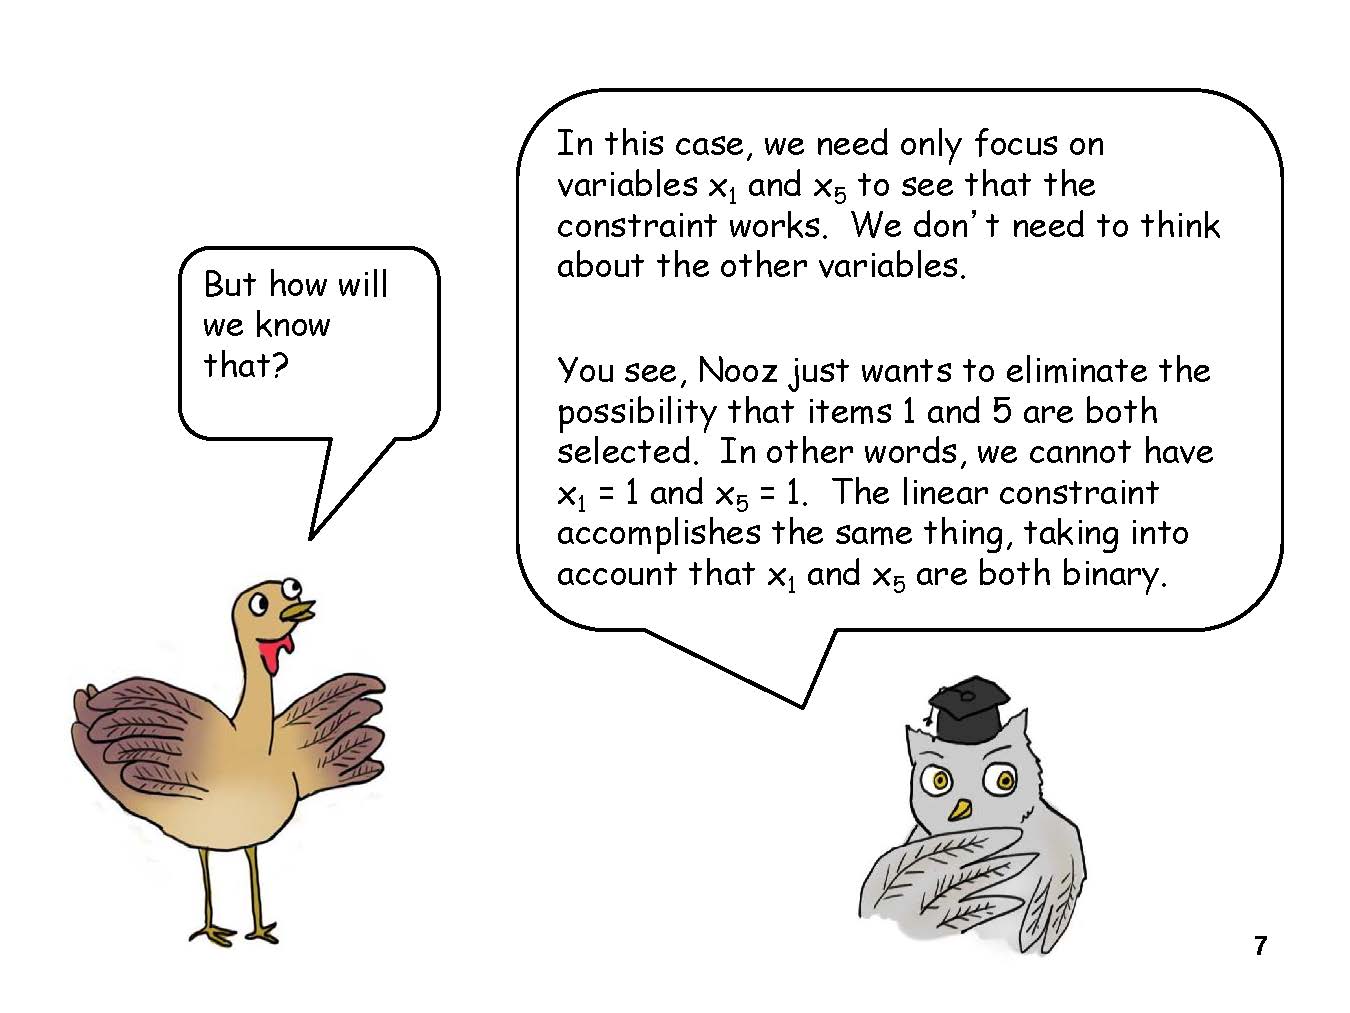 But how will
we know
that?
In this case, we need only focus on
variables x₁ and x₅ to see that the
constraint works.  We don’t need to think
about the other variables.
You see, Nooz just wants to eliminate the
possibility that items 1 and 5 are both
selected.  In other words, we cannot have
x₁ = 1 and x₅ = 1.  The linear constraint
accomplishes the same thing, taking into
account that x₁ and x₅ are both binary.
7